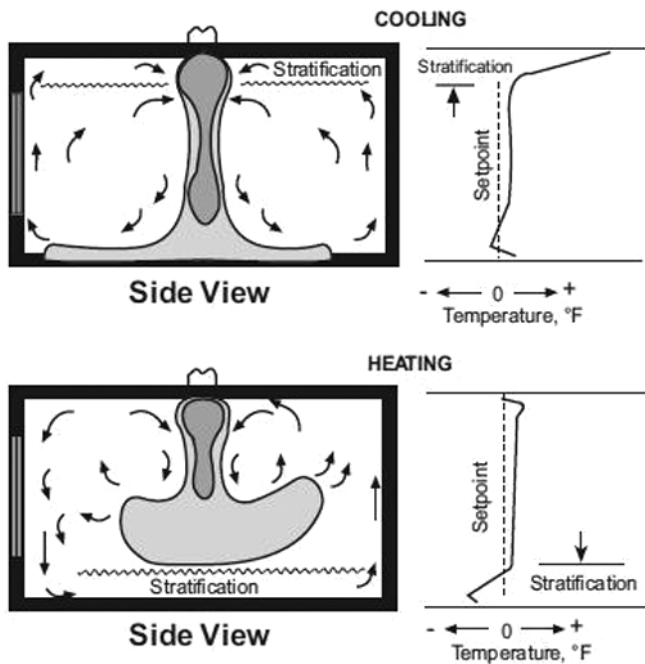 COOLING
Stratification
Stratification
Setpoint
Side View
- 0 +
Temperature, °F
HEATING
Setpoint
Stratification
Stratification
Side View
- 0 +
Temperature, °F